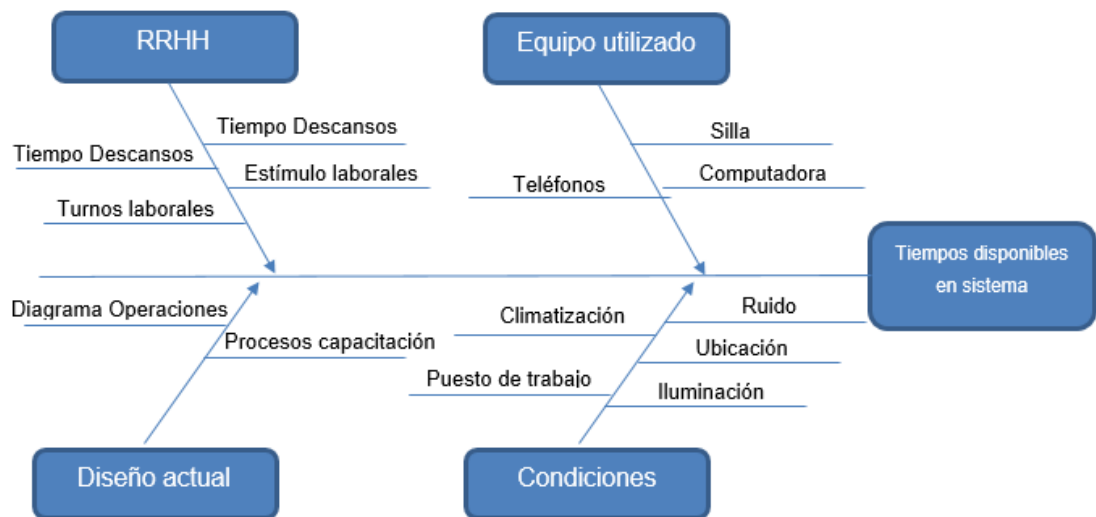 RRHH
Equipo utilizado
Tiempo Descansos
Silla
Tiempo Descansos
Estímulo laborales
Teléfonos
Computadora
Turnos laborales
Tiempos disponibles
en sistema
Diagrama Operaciones
Climatización
Ruido
Procesos capacitación
Ubicación
Puesto de trabajo
Iluminación
Diseño actual
Condiciones